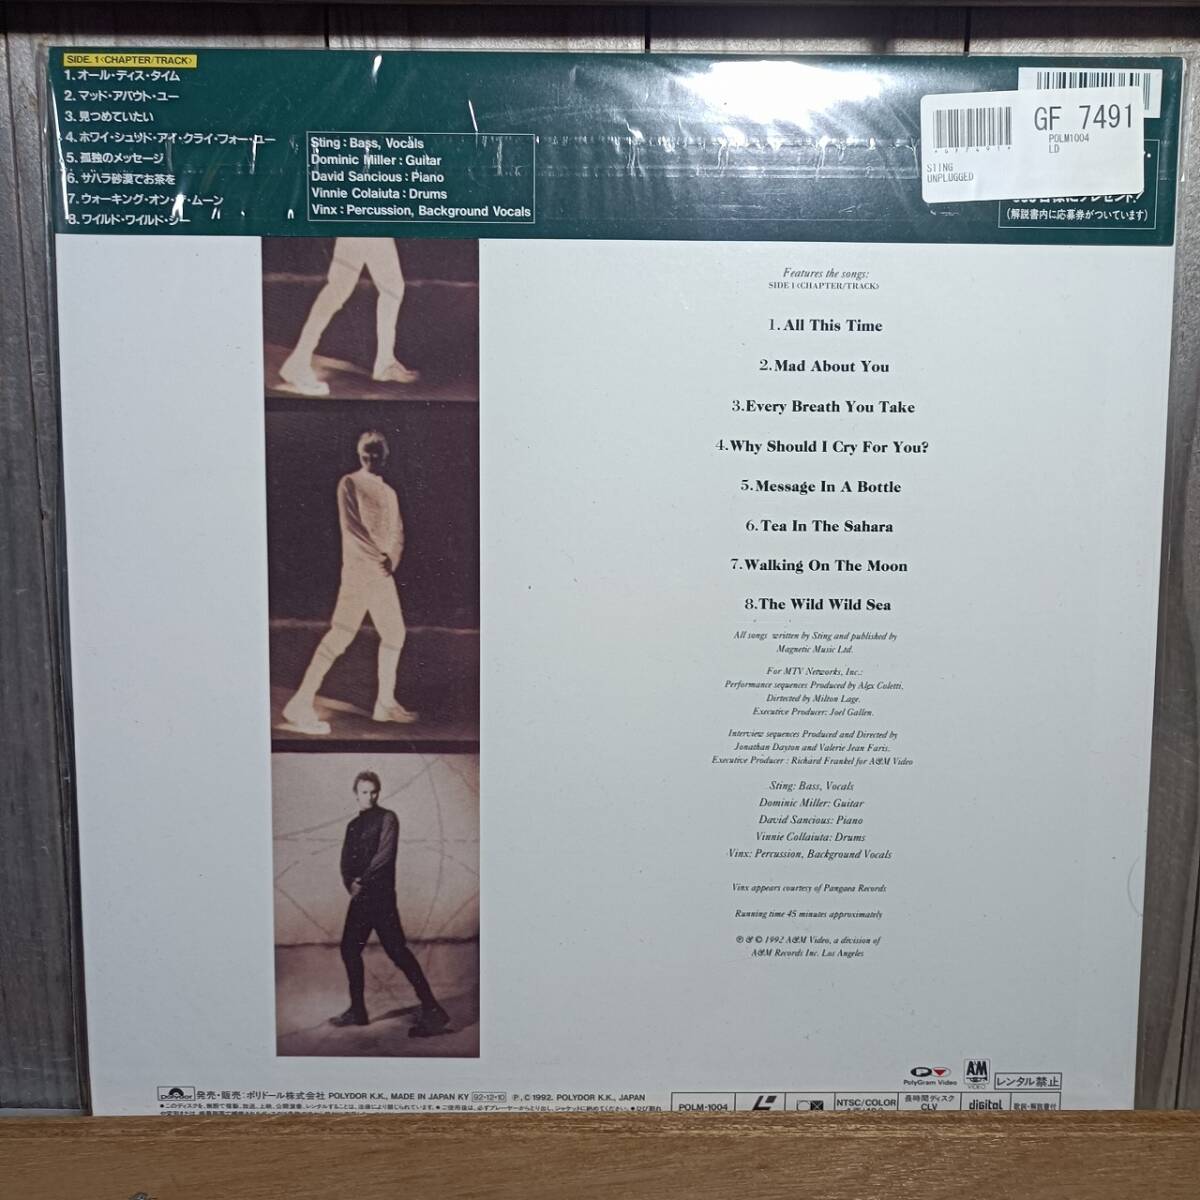 SIDE. 1<CHAPTER/TRACK>
1. オール・ディス・タイム
2. マッド・アバウト・ユー
3. 見つめていたい
4. ホワイ・シュッド・アイ・クライ・フォー・ユー
5. 孤独のメッセージ
6. サハラ砂漠でお茶を
7. ウォーキング・オン・ザ・ムーン
8. ワイルド・ワイルド・シー
Sting : Bass, Vocals
Dominic Miller : Guitar
David Sancious : Piano
Vinnie Colaiuta : Drums
Vinx : Percussion, Background Vocals
GF 7491
POLM1004
LD
*977491*
STING
UNPLUGGED
(解説書内に応募券がついています)
Features the songs:
SIDE 1 <CHAPTER/TRACK>
1. All This Time
2. Mad About You
3. Every Breath You Take
4. Why Should I Cry For You?
5. Message In A Bottle
6. Tea In The Sahara
7. Walking On The Moon
8. The Wild Wild Sea
All songs written by Sting and published by
Magnetic Music Ltd.
For MTV Networks, Inc.:
Performance sequences Produced by Alex Coletti.
Dirtected by Milton Lage.
Executive Producer: Joel Gallen.
Interview sequences Produced and Directed by
Jonathan Dayton and Valerie Jean Faris.
Executive Producer : Richard Frankel for A&M Video
Sting: Bass, Vocals
Dominic Miller: Guitar
David Sancious: Piano
Vinnie Collaiuta: Drums
Vinx: Percussion, Background Vocals
Vinx appears courtesy of Pangaea Records
Running time 45 minutes approximately
℗ & © 1992 A&M Video, a division of
A&M Records Inc. Los Angeles
PolyGram Video
A&M
VIDEO
レンタル禁止
Polydor
発売・販売：ポリドール株式会社 POLYDOR K.K., MADE IN JAPAN KY 92-12-10 ℗, © 1992. POLYDOR K.K., JAPAN
POLM-1004
NTSC/COLOR
長時間ディスク
CLV
digital
歌詞・解説書付